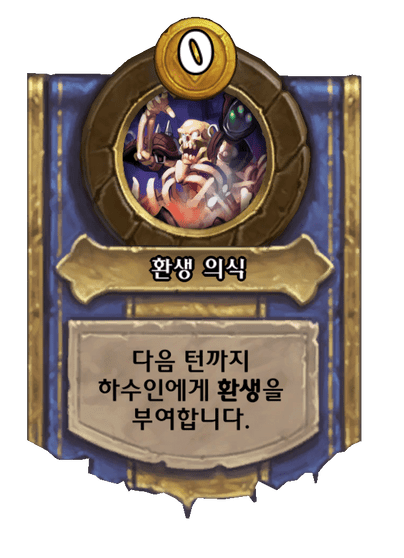 0
환생 의식
다음 턴까지
하수인에게 환생을
부여합니다.